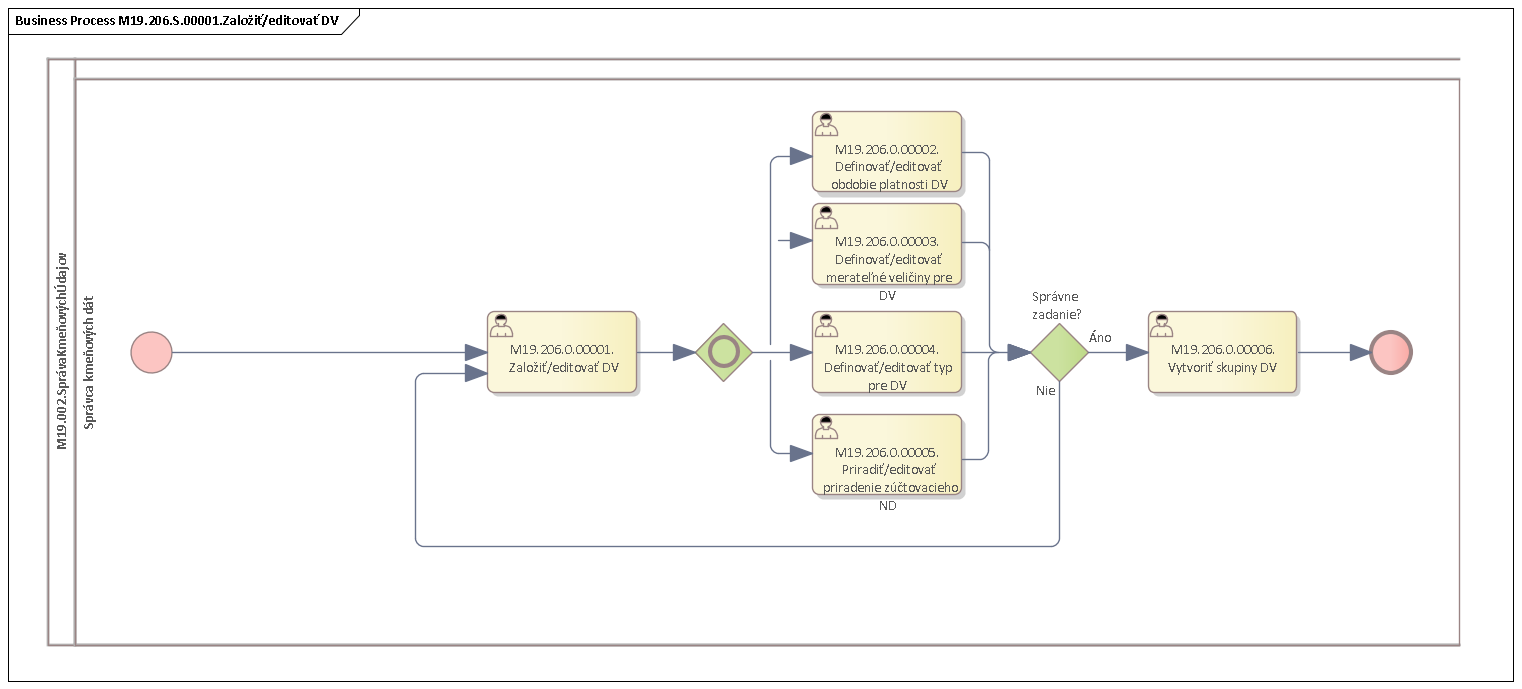 Business Process M19.206.S.00001.Založiť/editovať DV
M19.002.SprávaKmeňovýchÚdajov
Správca kmeňových dát
M19.206.0.00001.
Založiť/editovať DV
M19.206.0.00002.
Definovať/editovať
obdobie platnosti DV
M19.206.0.00003.
Definovať/editovať
merateľné veličiny pre
DV
M19.206.0.00004.
Definovať/editovať typ
pre DV
M19.206.0.00005.
Priradiť/editovať
priradenie zúčtovacieho
ND
Správne
zadanie?
Áno
Nie
M19.206.0.00006.
Vytvoriť skupiny DV